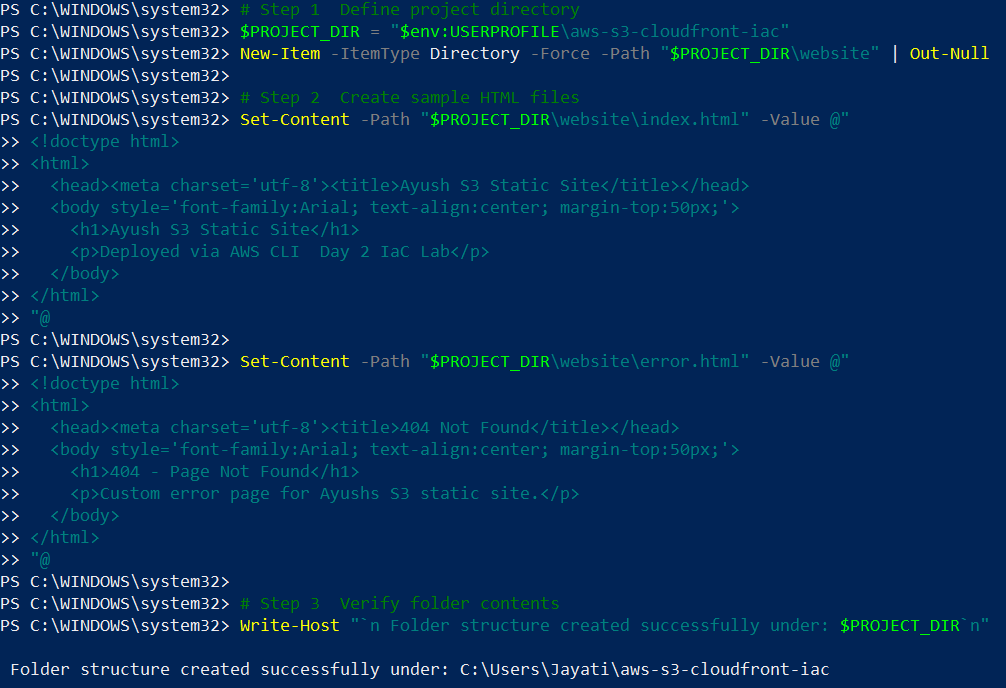 PS C:\WINDOWS\system32> # Step 1  Define project directory
PS C:\WINDOWS\system32> $PROJECT_DIR = "$env:USERPROFILE\aws-s3-cloudfront-iac"
PS C:\WINDOWS\system32> New-Item -ItemType Directory -Force -Path "$PROJECT_DIR\website" | Out-Null
PS C:\WINDOWS\system32>
PS C:\WINDOWS\system32> # Step 2  Create sample HTML files
PS C:\WINDOWS\system32> Set-Content -Path "$PROJECT_DIR\website\index.html" -Value @"
>> <!doctype html>
>> <html>
>>   <head><meta charset='utf-8'><title>Ayush S3 Static Site</title></head>
>>   <body style='font-family:Arial; text-align:center; margin-top:50px;'>
>>     <h1>Ayush S3 Static Site</h1>
>>     <p>Deployed via AWS CLI  Day 2 IaC Lab</p>
>>   </body>
>> </html>
>> "@
PS C:\WINDOWS\system32>
PS C:\WINDOWS\system32> Set-Content -Path "$PROJECT_DIR\website\error.html" -Value @"
>> <!doctype html>
>> <html>
>>   <head><meta charset='utf-8'><title>404 Not Found</title></head>
>>   <body style='font-family:Arial; text-align:center; margin-top:50px;'>
>>     <h1>404 - Page Not Found</h1>
>>     <p>Custom error page for Ayushs S3 static site.</p>
>>   </body>
>> </html>
>> "@
PS C:\WINDOWS\system32>
PS C:\WINDOWS\system32> # Step 3  Verify folder contents
PS C:\WINDOWS\system32> Write-Host "`n Folder structure created successfully under: $PROJECT_DIR`n"
 Folder structure created successfully under: C:\Users\Jayati\aws-s3-cloudfront-iac